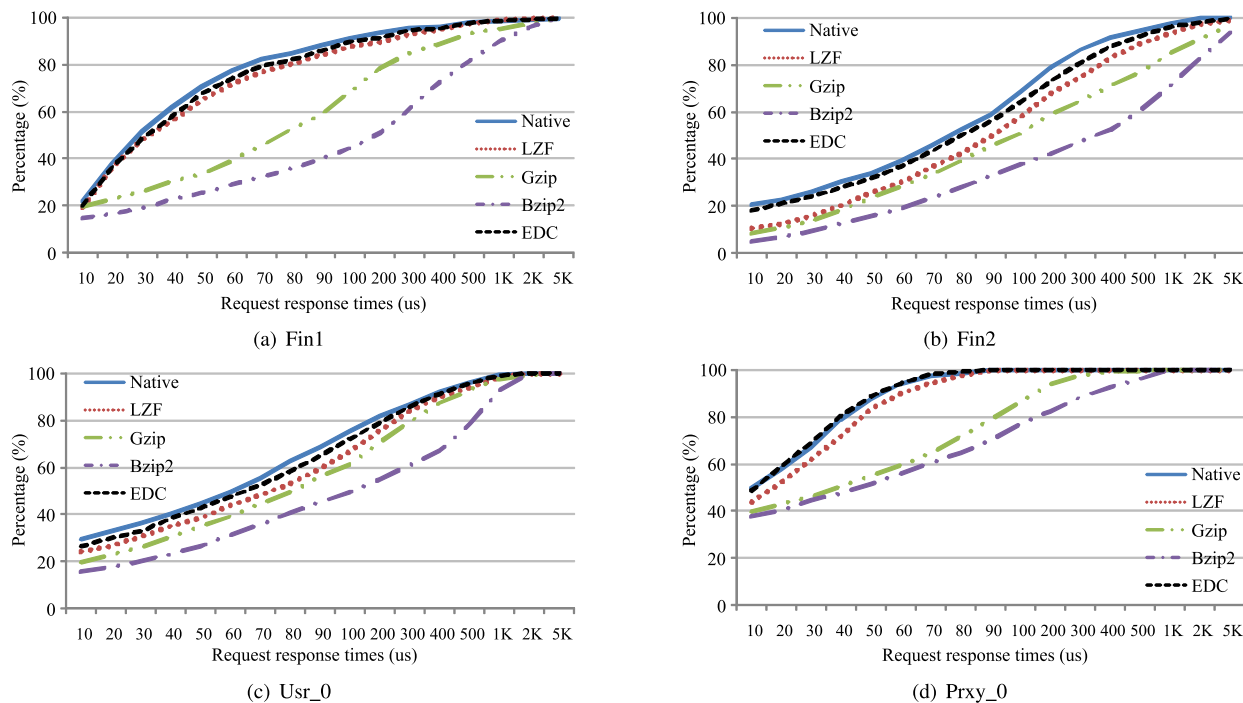 100%
80%
60%
40%
20%
0
Percentage (%)
Native
LZF
Gzip
Bzip2
EDC
10 20 30 40 50 60 70 80 90 100 200 300 400 500 1K 2K 5K
Request response times (us)
(a) Fin1
100%
80
60
40
20
0
Percentage (%)
Native
LZF
Gzip
Bzip2
EDC
10 20 30 40 50 60 70 80 90 100 200 300 400 500 1K 2K 5K
Request response times (us)
(b) Fin2
100
80
60
40
20
0
Percentage (%)
Native
LZF
Gzip
Bzip2
EDC
10 20 30 40 50 60 70 80 90 100 200 300 400 500 1K 2K 5K
Request response times (us)
(c) Usr_0
100
80
60
40
20
0
Percentage (%)
Native
LZF
Gzip
Bzip2
EDC
10 20 30 40 50 60 70 80 90 100 200 300 400 500 1K 2K 5K
Request response times (us)
(d) Prxy_0